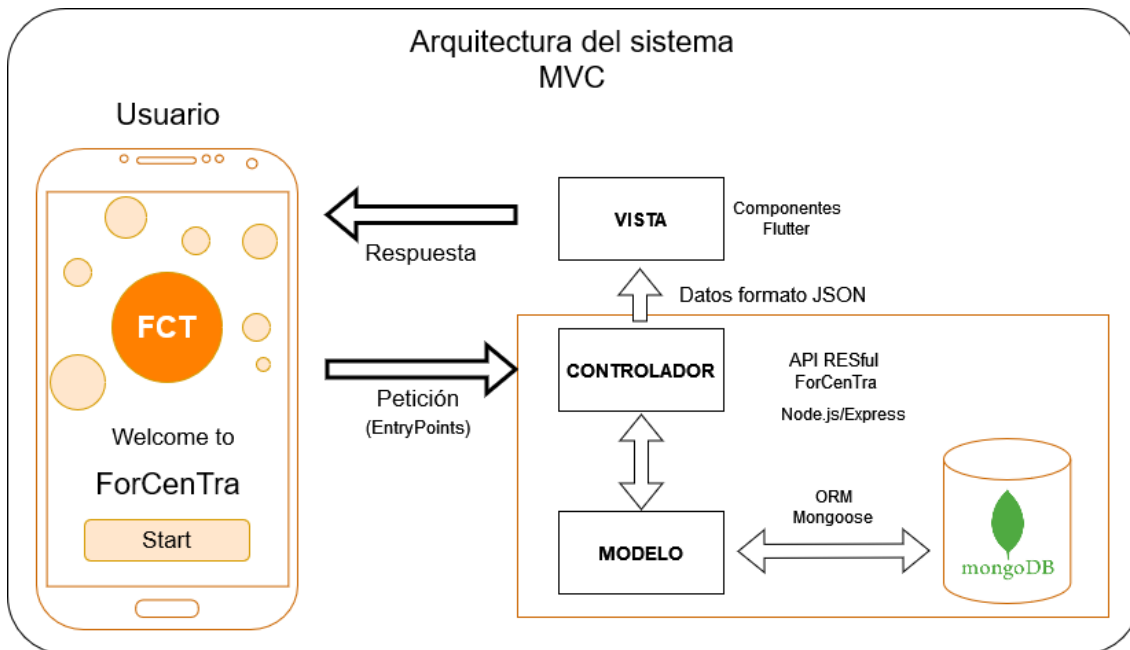 Arquitectura del sistema
MVC
Usuario
FCT
Welcome to
ForCenTra
Start
Respuesta
Petición
(EntryPoints)
VISTA
Componentes
Flutter
Datos formato JSON
CONTROLADOR
API RESful
ForCenTra
Node.js/Express
MODELO
ORM
Mongoose
mongoDB